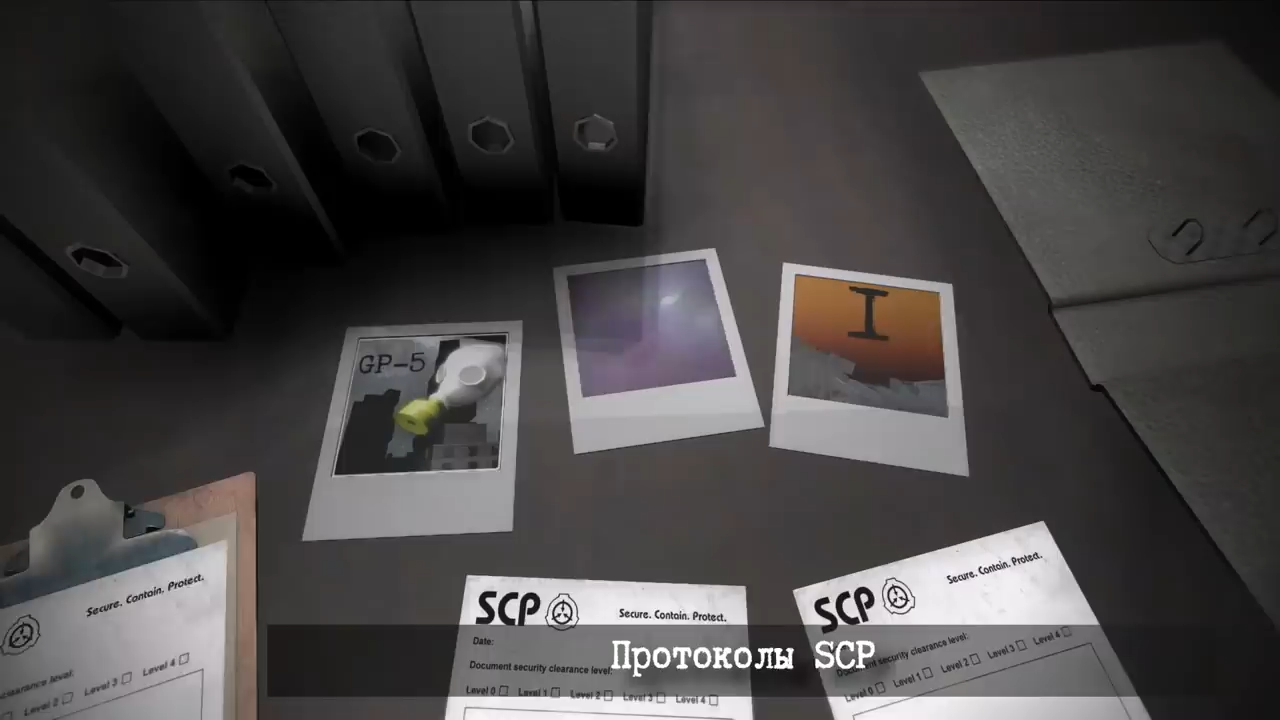 GP-5
I
Secure. Contain. Protect.
clearance level:
Level 3
Level 4
SCP
Secure. Contain. Protect.
Date:
Document security clearance level:
Level 0
Level 1
Level 2
Level 3
Level 4
SCP
Secure. Contain. Protect.
Document security clearance level:
Level 0
Level 1
Level 2
Level 3
Level 4
Протоколы SCP